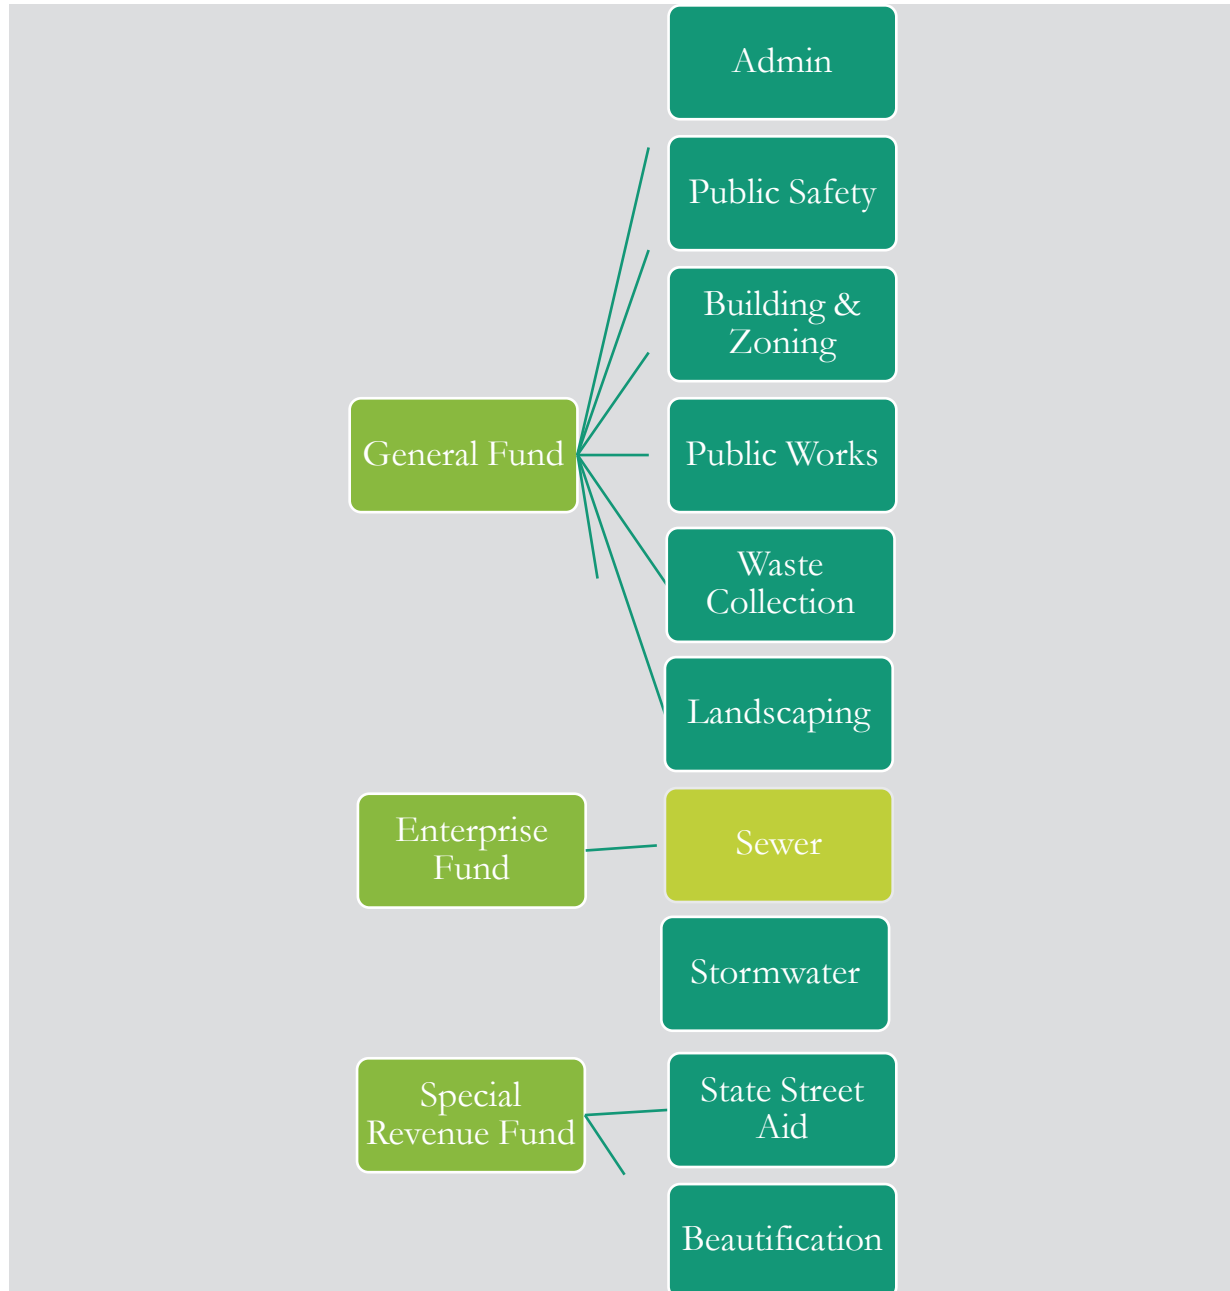 Admin
Public Safety
Building &
Zoning
General Fund
Public Works
Waste
Collection
Landscaping
Enterprise
Fund
Sewer
Stormwater
Special
Revenue Fund
State Street
Aid
Beautification